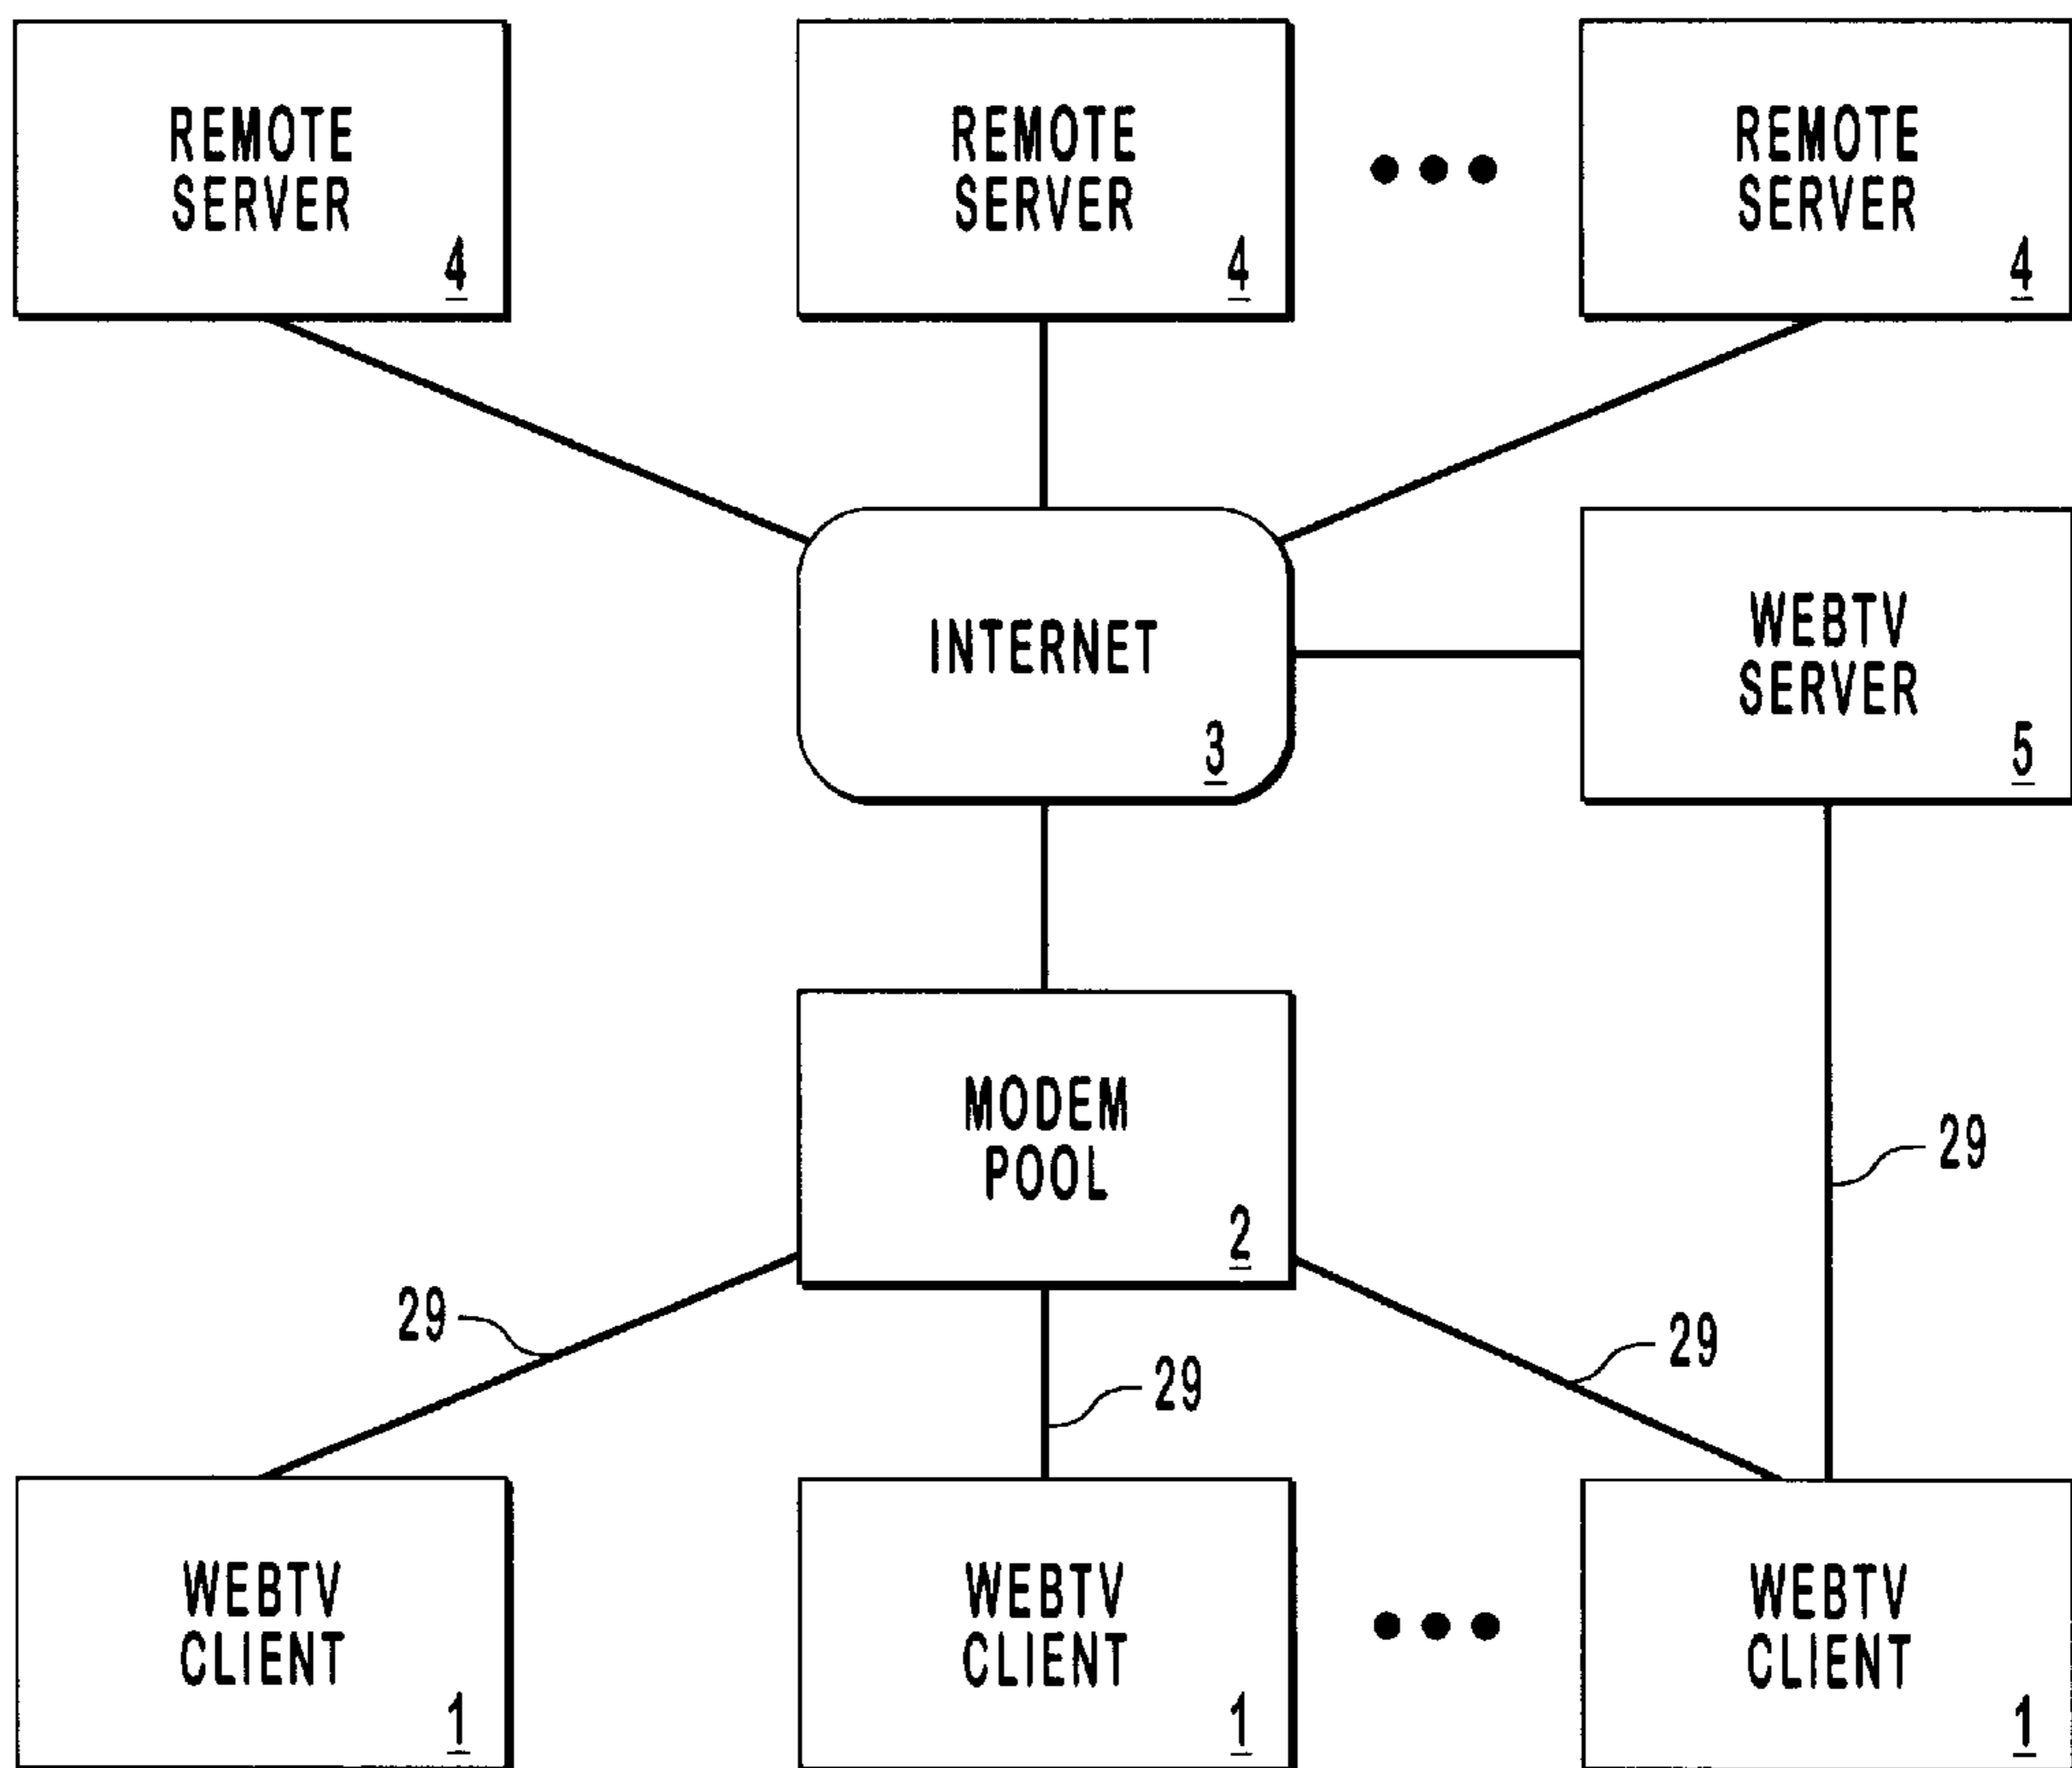 REMOTE
SERVER
4
REMOTE
SERVER
4
REMOTE
SERVER
4
INTERNET
3
WEBTV
SERVER
5
MODEM
POOL
2
29
29
29
29
WEBTV
CLIENT
1
WEBTV
CLIENT
1
WEBTV
CLIENT
1